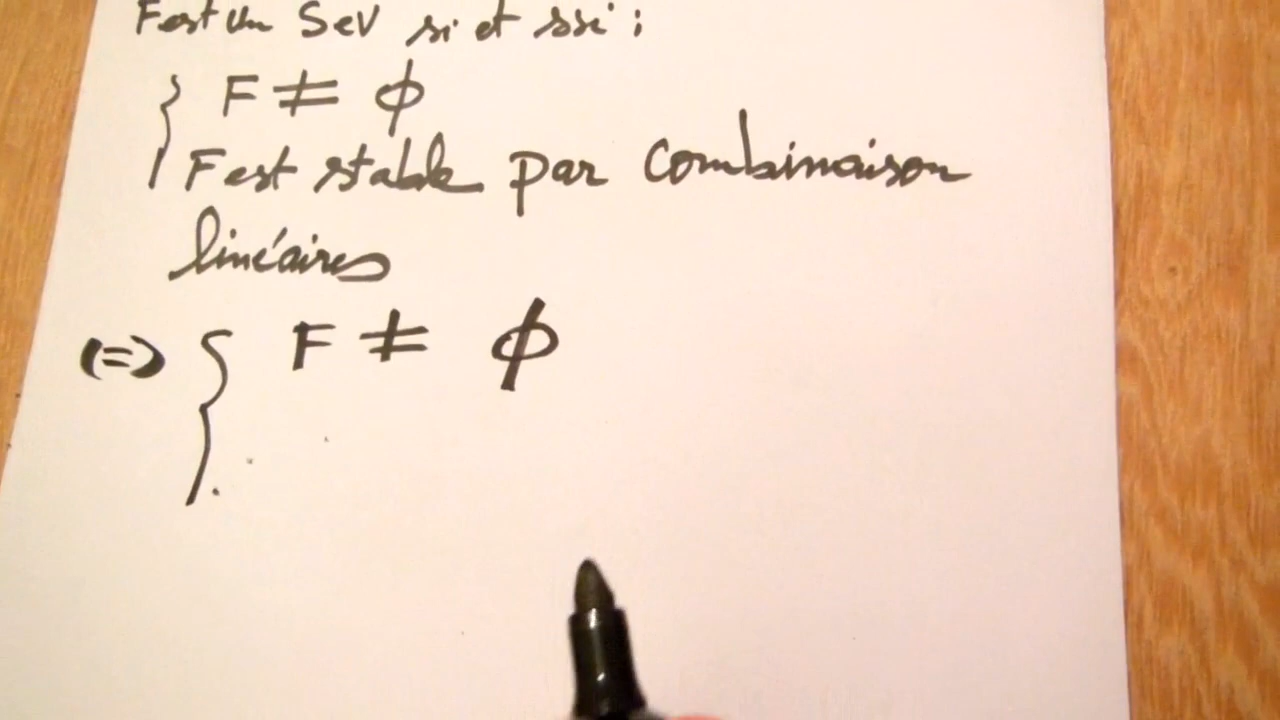 F est un Sev si et ssi :
{ F ≠ ϕ
F est stable par combinaison
linéaires
(=> { F ≠ ϕ